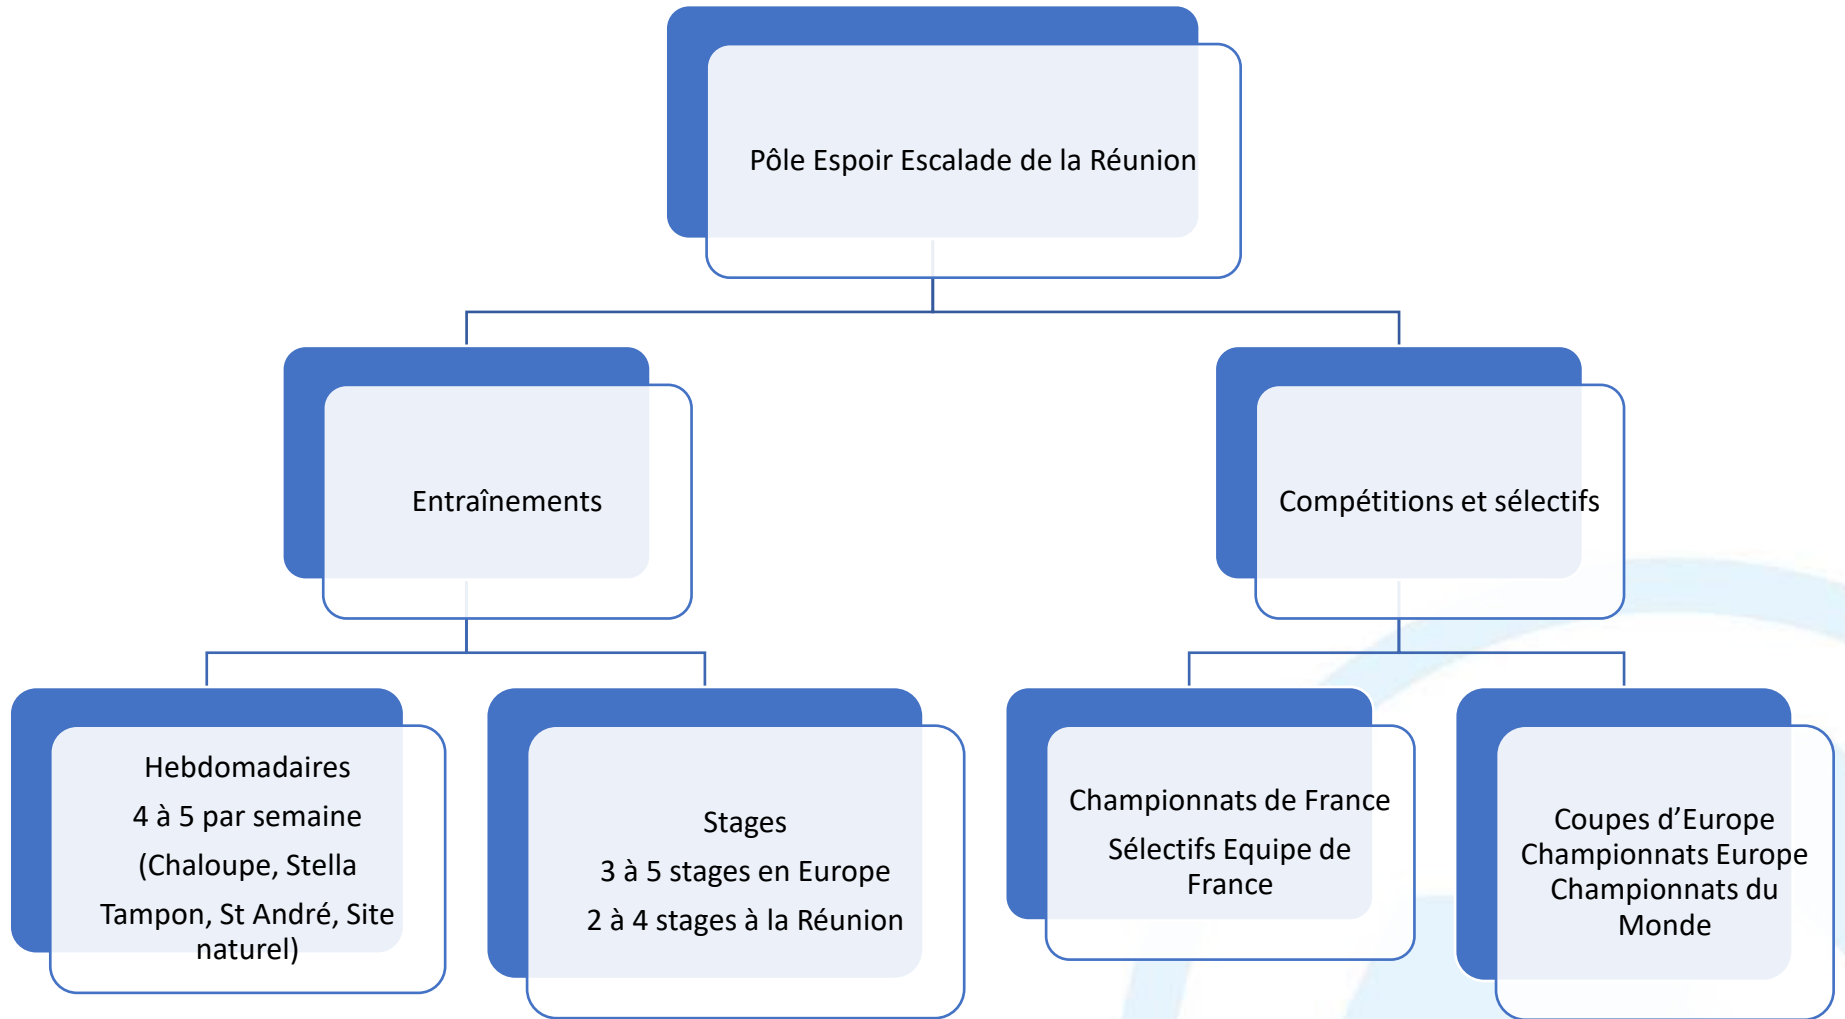 Pôle Espoir Escalade de la Réunion
Entraînements
Compétitions et sélectifs
Hebdomadaires
4 à 5 par semaine
(Chaloupe, Stella
Tampon, St André, Site
naturel)
Stages
3 à 5 stages en Europe
2 à 4 stages à la Réunion
Championnats de France
Sélectifs Equipe de
France
Coupes d’Europe
Championnats Europe
Championnats du
Monde